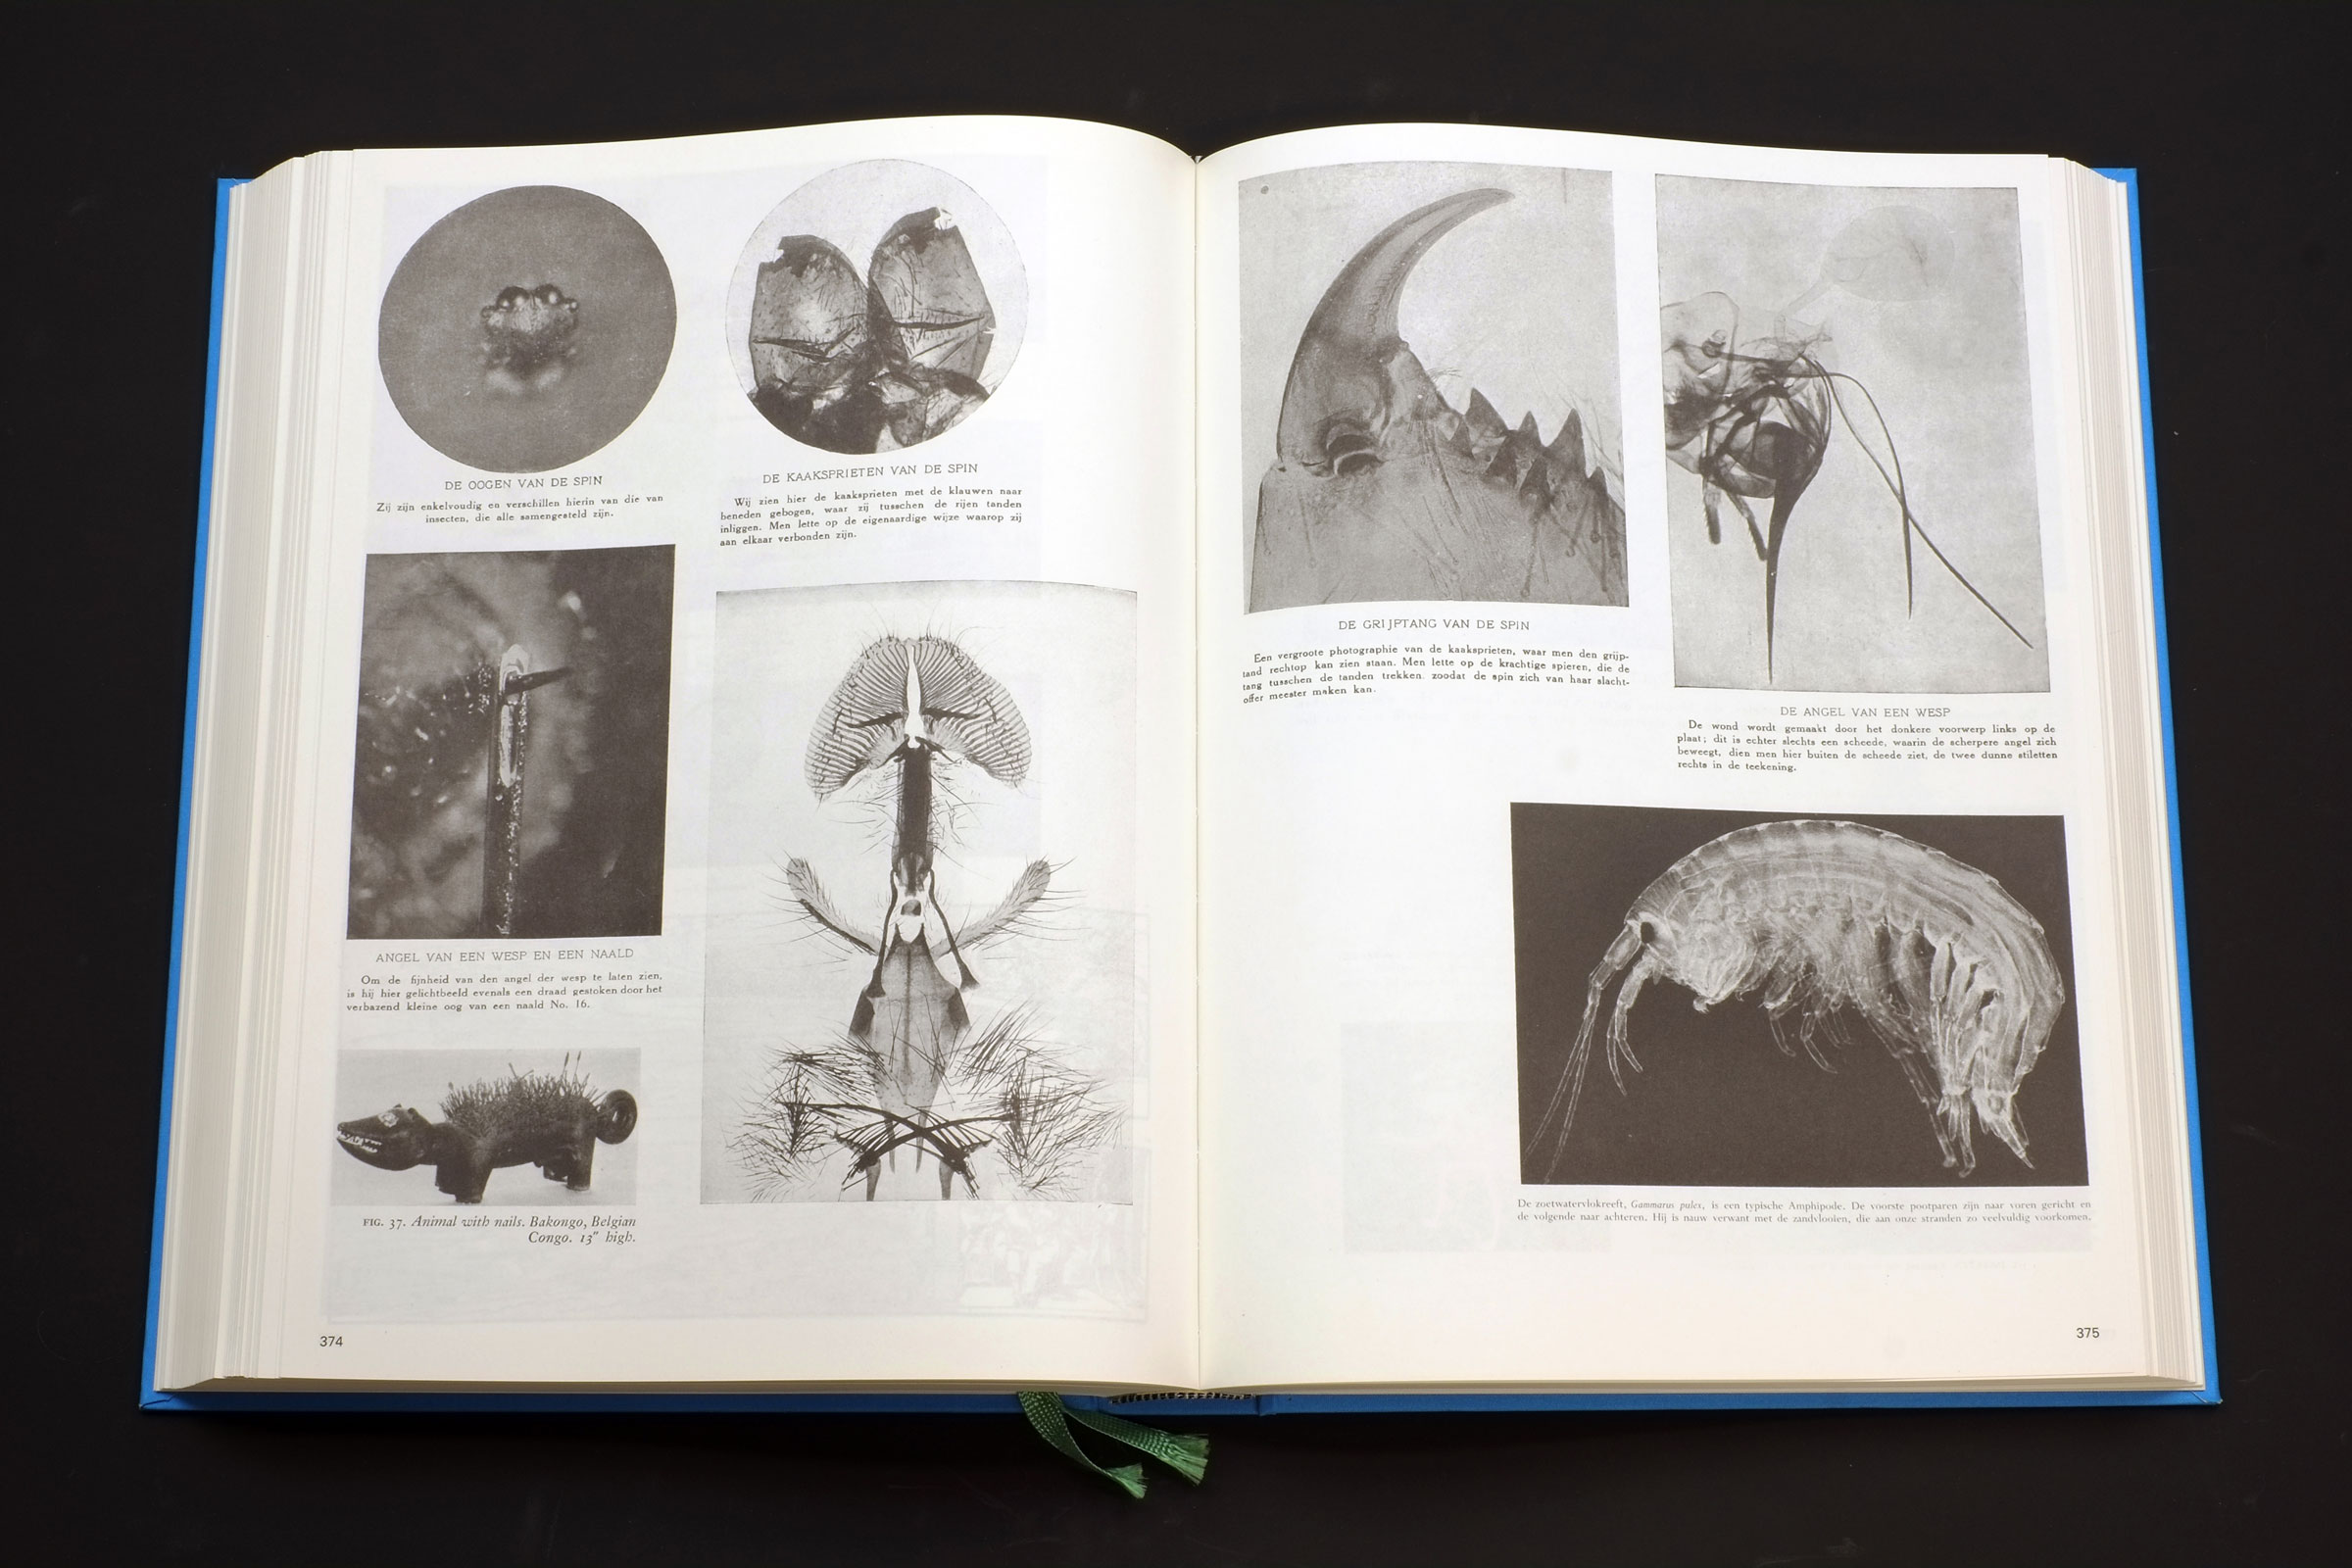 DE OOGEN VAN DE SPIN
Zij zijn enkelvoudig en verschillen hierin van die van
insecten, die alle samengesteld zijn.
DE KAAKSPRIETEN VAN DE SPIN
Wij zien hier de kaaksprieten met de klauwen naar
beneden gebogen, waar zij tusschen de rijen tanden
inliggen. Men lette op de eigenaardige wijze waarop zij
aan elkaar verbonden zijn.
ANGEL VAN EEN WESP EN EEN NAALD
Om de fijnheid van den angel der wesp te laten zien,
is hij hier gelichtbeeld evenals een draad gestoken door het
verbazend kleine oog van een naald No. 16.
FIG. 37. Animal with nails. Bakongo, Belgian
Congo. 13" high.
374
DE GRIJPTANG VAN DE SPIN
Een vergroote photographie van de kaaksprieten, waar men den grijp-
tand rechtop kan zien staan. Men lette op de krachtige spieren, die de
tang tusschen de tanden trekken. zoodat de spin zich van haar slacht-
offer meester maken kan.
DE ANGEL VAN EEN WESP
De wond wordt gemaakt door het donkere voorwerp links op de
plaat; dit is echter slechts een scheede, waarin de scherpere angel zich
beweegt, dien men hier buiten de scheede ziet, de twee dunne stiletten
rechts in de teekening.
De zoetwatervlokreeft, Gammarus pules, is een typische Amphipode. De voorste pootparen zijn naar voren gericht en
de volgende naar achteren. Hij is nauw verwant met de zandvlooien, die aan onze stranden zo veelvuldig voorkomen.
375